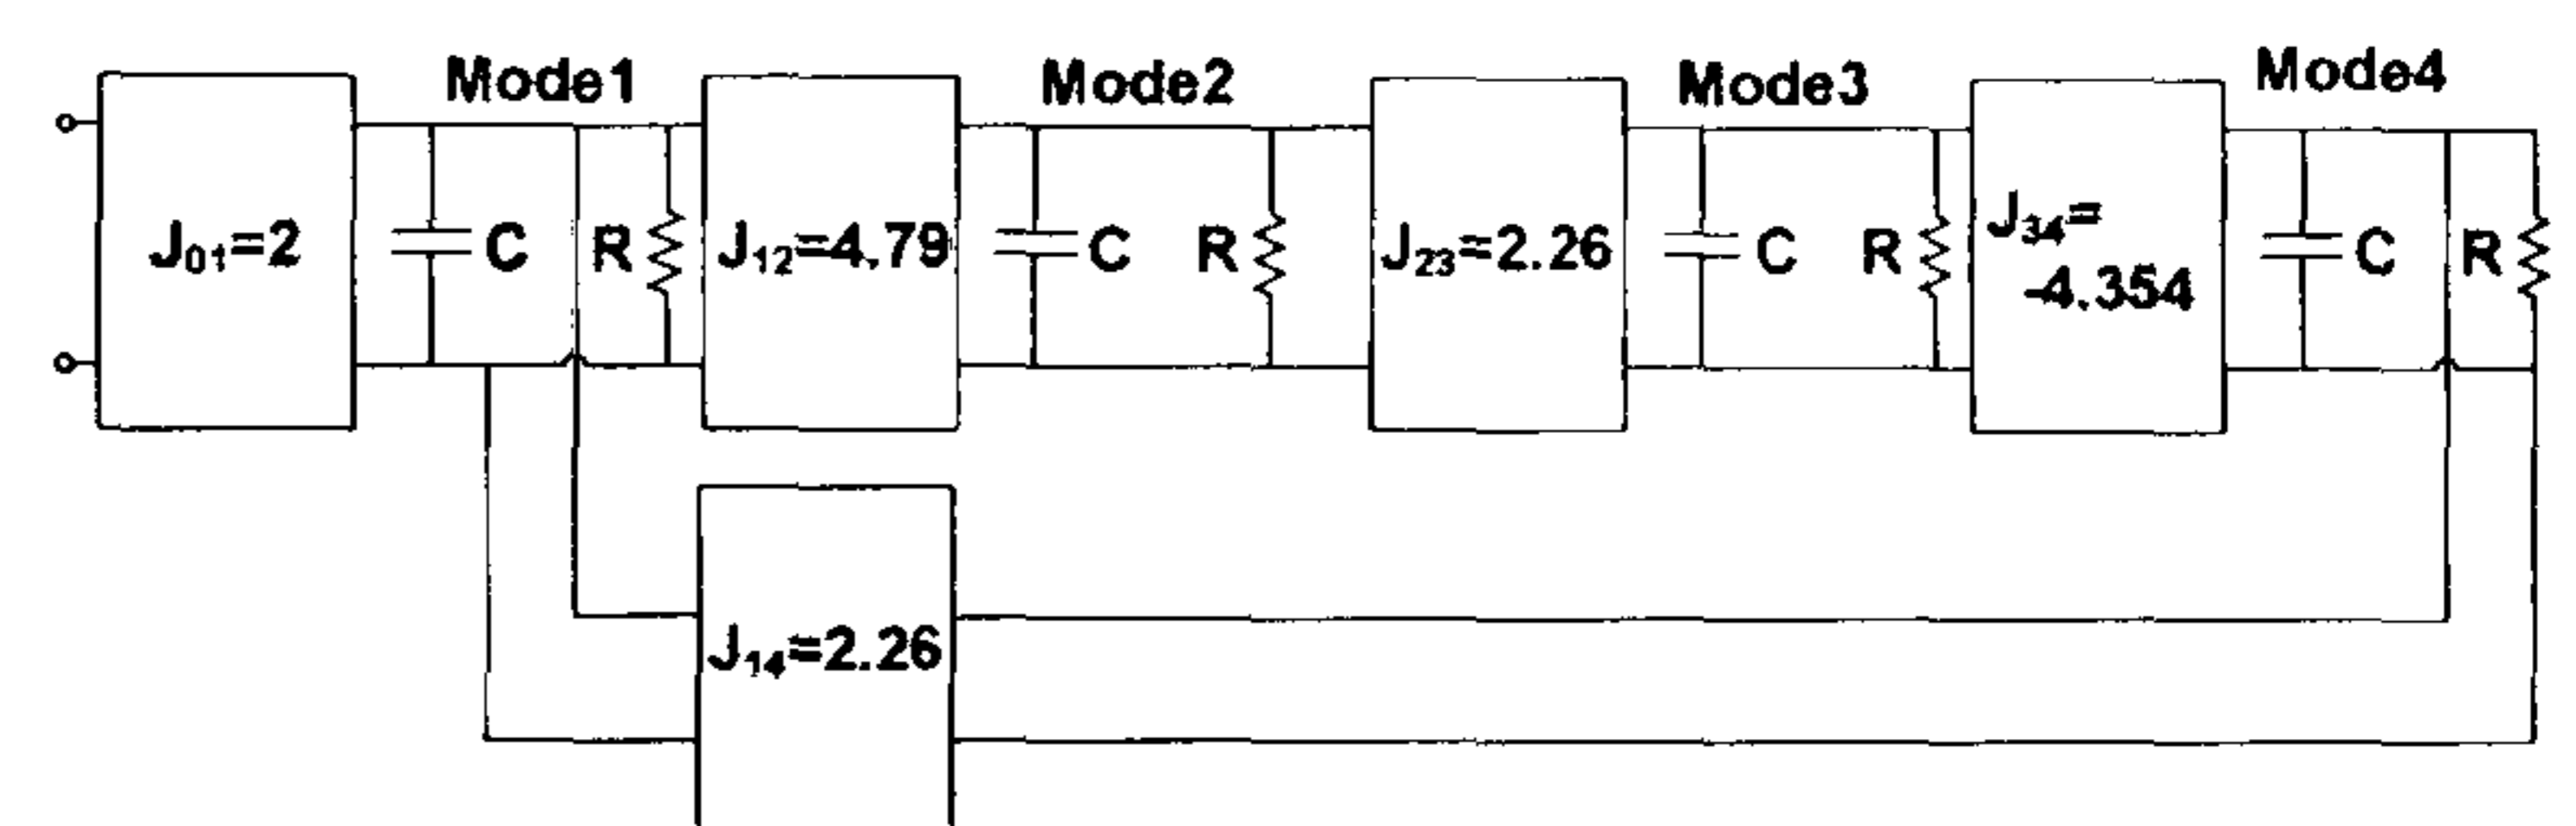 Mode1
Mode2
Mode3
Mode4
J01=2
C
R
J12=4.79
C
R
J23=2.26
C
R
J34=
-4.354
C
R
J14=2.26